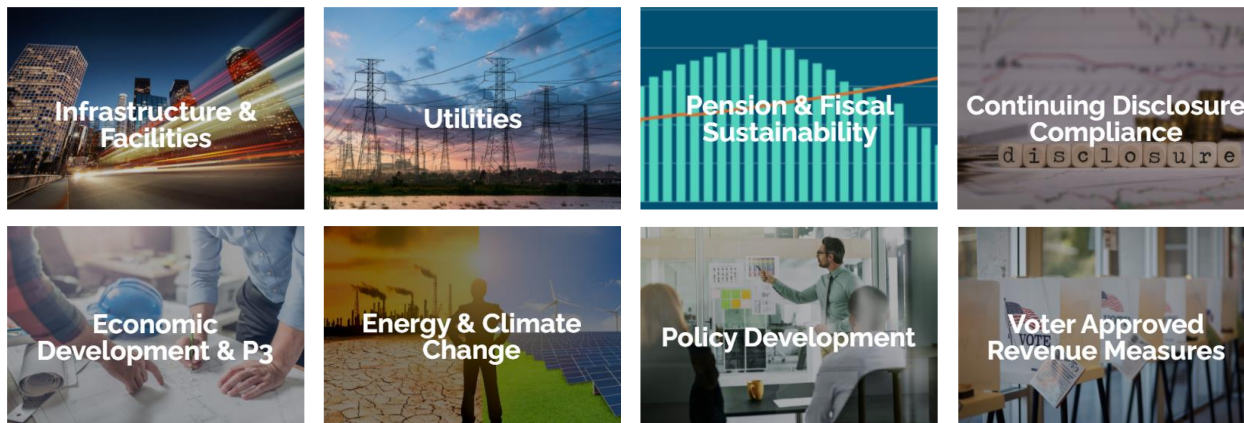 Infrastructure &
Facilities
Utilities
Pension & Fiscal
Sustainability
Continuing Disclosure
Compliance
disclosure
Economic
Development & P3
Energy & Climate
Change
Policy Development
Voter Approved
Revenue Measures
VOTE